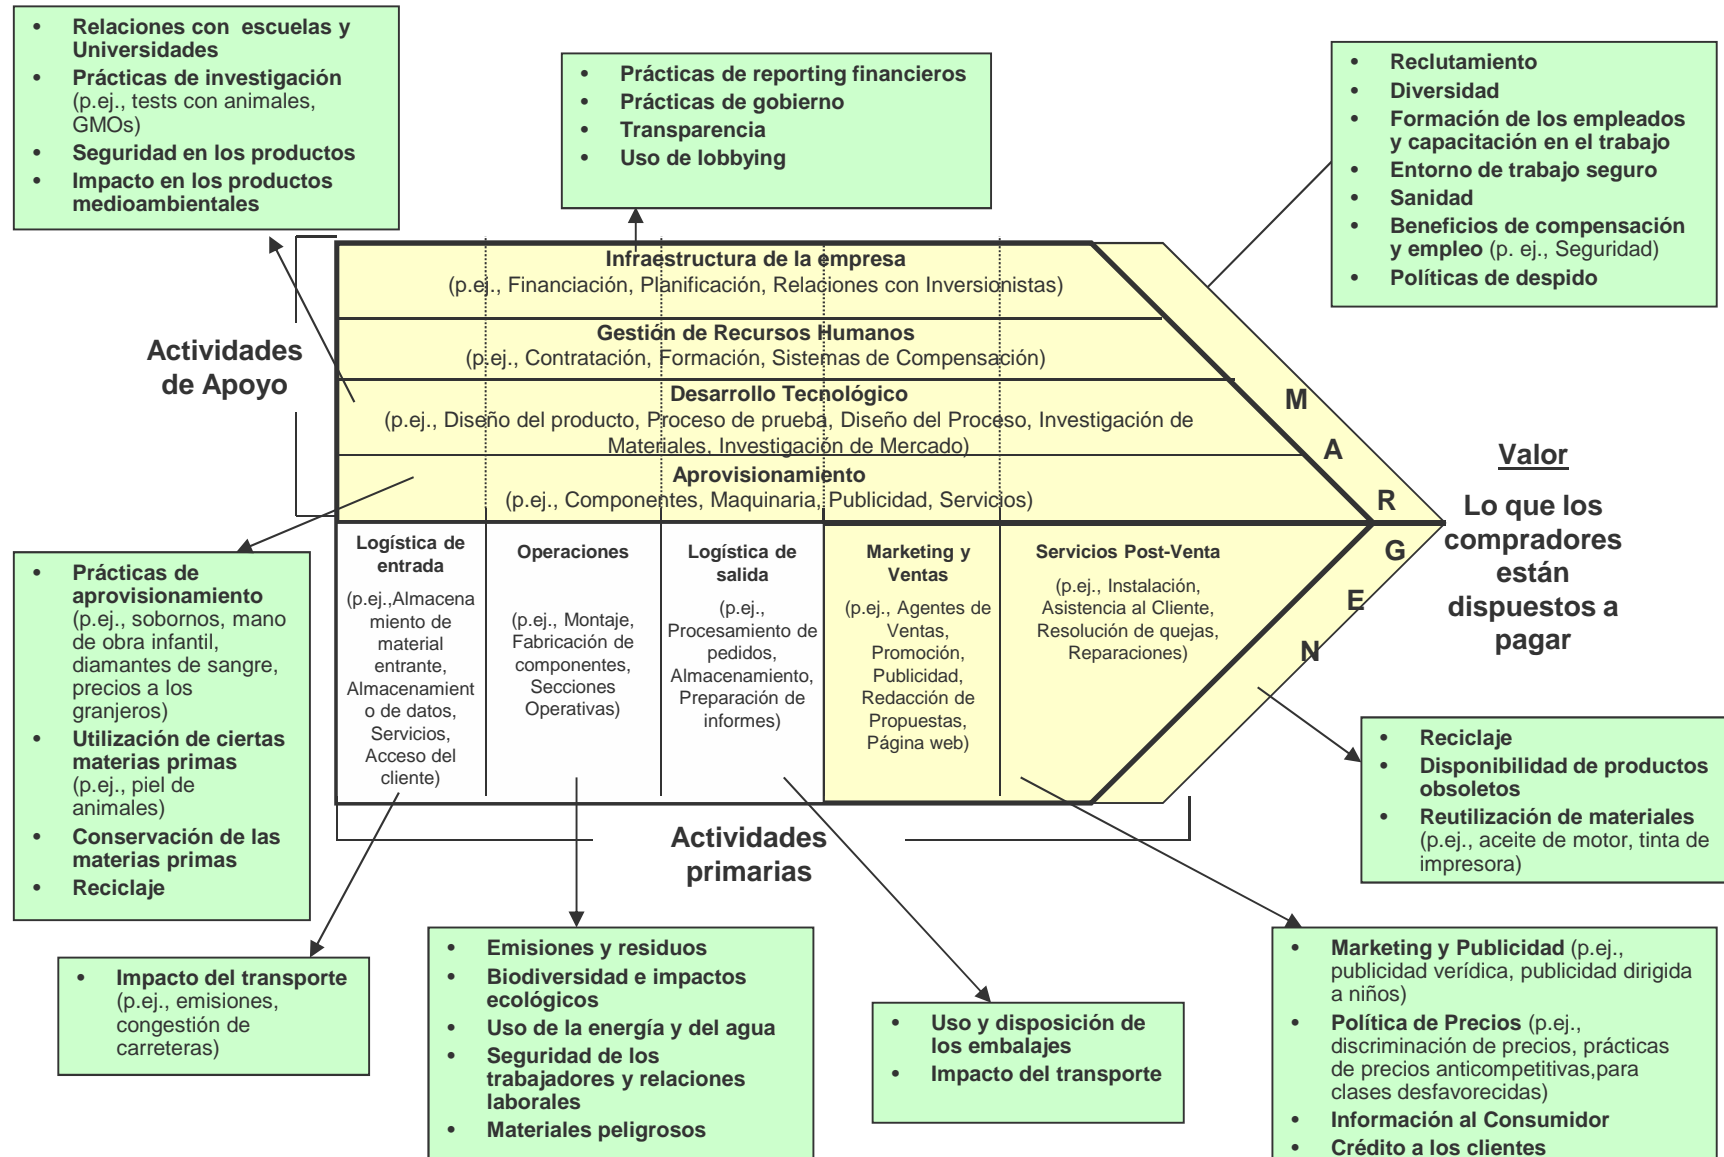 • Relaciones con escuelas y
Universidades
• Prácticas de investigación
(p.ej., tests con animales,
GMOs)
• Seguridad en los productos
• Impacto en los productos
medioambientales
• Prácticas de reporting financieros
• Prácticas de gobierno
• Transparencia
• Uso de lobbying
• Reclutamiento
• Diversidad
• Formación de los empleados
y capacitación en el trabajo
• Entorno de trabajo seguro
• Sanidad
• Beneficios de compensación
y empleo (p. ej., Seguridad)
• Políticas de despido
Actividades
de Apoyo
Infraestructura de la empresa
(p.ej., Financiación, Planificación, Relaciones con Inversionistas)
Gestión de Recursos Humanos
(p.ej., Contratación, Formación, Sistemas de Compensación)
Desarrollo Tecnológico
(p.ej., Diseño del producto, Proceso de prueba, Diseño del Proceso, Investigación de
Materiales, Investigación de Mercado)
Aprovisionamiento
(p.ej., Componentes, Maquinaria, Publicidad, Servicios)
M
A
R
G
E
N
Valor
Lo que los
compradores
están
dispuestos a
pagar
Logística de
entrada
(p.ej.,Almacena
miento de
material
entrante,
Almacenamient
o de datos,
Servicios,
Acceso del
cliente)
Operaciones
(p.ej., Montaje,
Fabricación de
componentes,
Secciones
Operativas)
Logística de
salida
(p.ej.,
Procesamiento de
pedidos,
Almacenamiento,
Preparación de
informes)
Marketing y
Ventas
(p.ej., Agentes de
Ventas,
Promoción,
Publicidad,
Redacción de
Propuestas,
Página web)
Servicios Post-Venta
(p.ej., Instalación,
Asistencia al Cliente,
Resolución de quejas,
Reparaciones)
Actividades
primarias
• Prácticas de
aprovisionamiento
(p.ej., sobornos, mano
de obra infantil,
diamantes de sangre,
precios a los
granjeros)
• Utilización de ciertas
materias primas
(p.ej., piel de
animales)
• Conservación de las
materias primas
• Reciclaje
• Reciclaje
• Disponibilidad de productos
obsoletos
• Reutilización de materiales
(p.ej., aceite de motor, tinta de
impresora)
• Impacto del transporte
(p.ej., emisiones,
congestión de
carreteras)
• Emisiones y residuos
• Biodiversidad e impactos
ecológicos
• Uso de la energía y del agua
• Seguridad de los
trabajadores y relaciones
laborales
• Materiales peligrosos
• Uso y disposición de
los embalajes
• Impacto del transporte
• Marketing y Publicidad (p.ej.,
publicidad verídica, publicidad dirigida
a niños)
• Política de Precios (p.ej.,
discriminación de precios, prácticas
de precios anticompetitivas,para
clases desfavorecidas)
• Información al Consumidor
• Crédito a los clientes